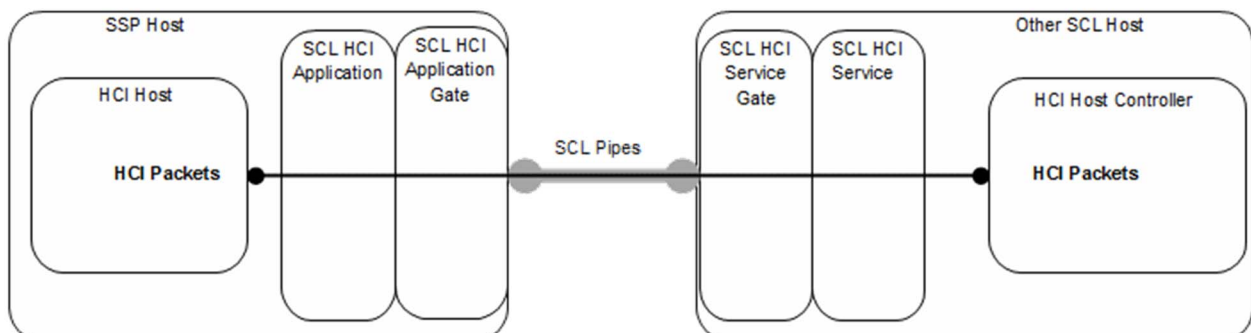 SSP Host
Other SCL Host
SCL HCI
Application
SCL HCI
Application
Gate
SCL HCI
Service
Gate
SCL HCI
Service
HCI Host
HCI Host Controller
SCL Pipes
HCI Packets
HCI Packets